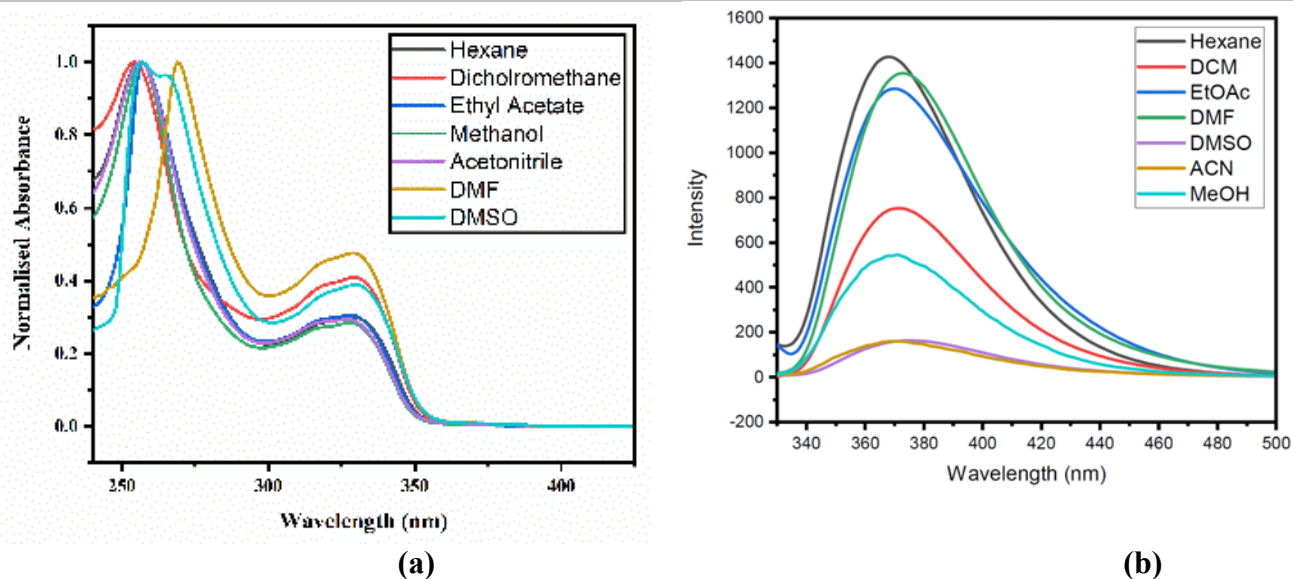 Normalised Absorbance
1.0
0.8
0.6
0.4
0.2
0.0
Hexane
Dicholromethane
Ethyl Acetate
Methanol
Acetonitrile
DMF
DMSO
250
300
350
400
Wavelength (nm)
(a)
Intensity
1600
1400
1200
1000
800
600
400
200
0
-200
Hexane
DCM
EtOAc
DMF
DMSO
ACN
MeOH
340
360
380
400
420
440
460
480
500
Wavelength (nm)
(b)